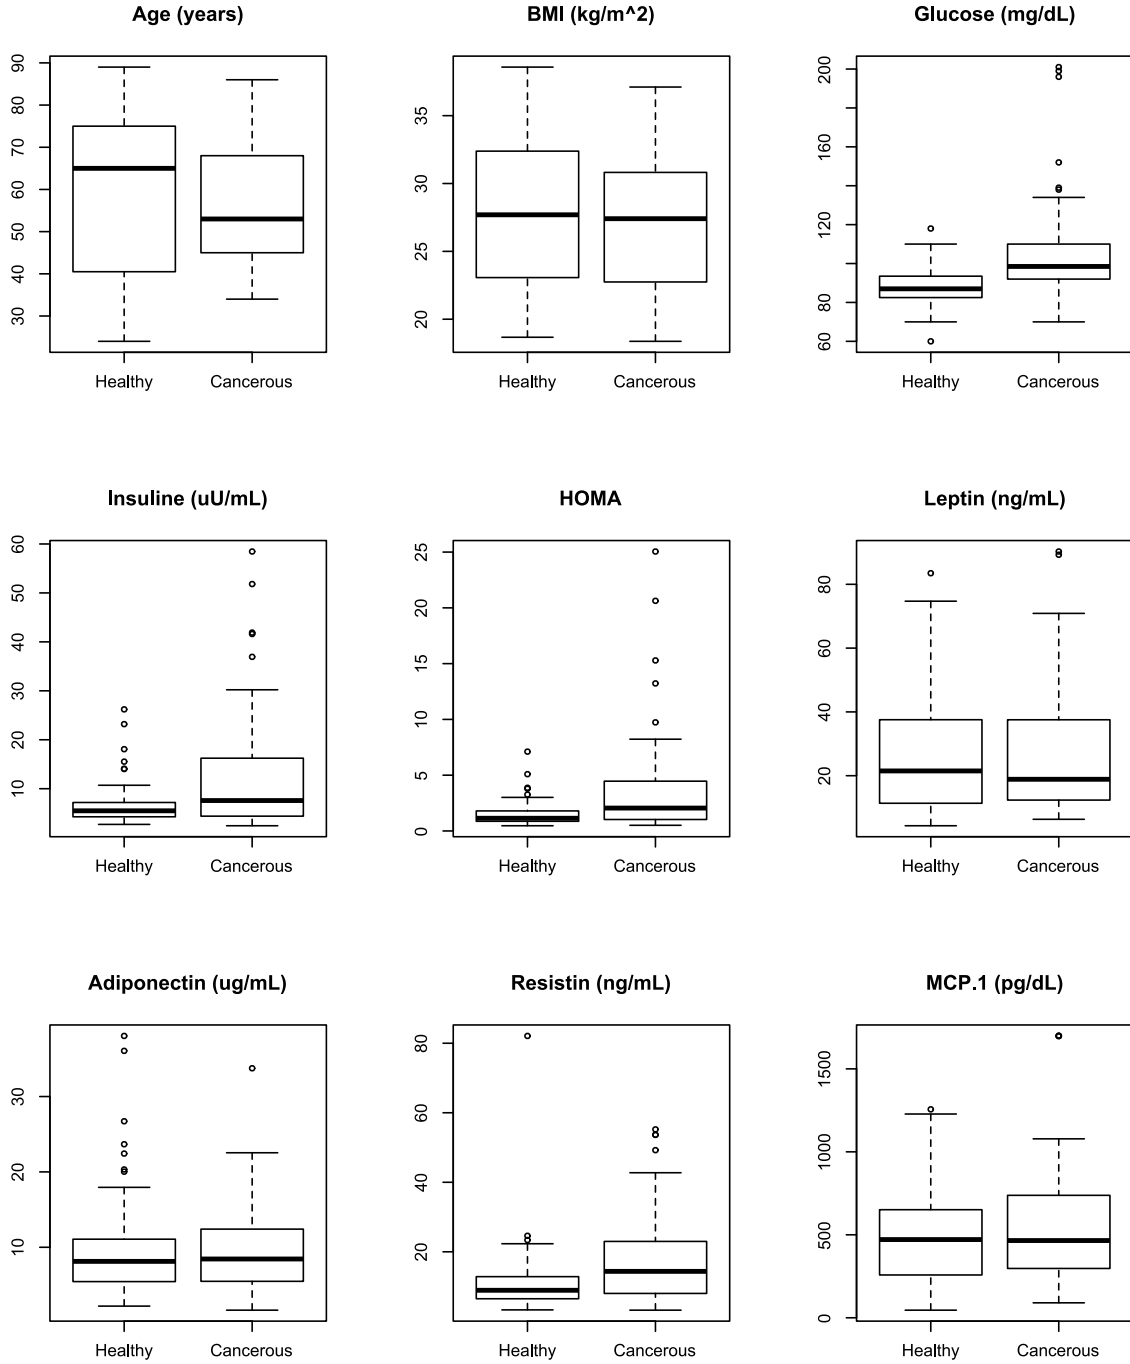 Age (years)
BMI (kg/m^2)
Glucose (mg/dL)
90
80
70
60
50
40
30
Healthy
Cancerous
35
30
25
20
Healthy
Cancerous
200
160
120
80
60
Healthy
Cancerous
Insuline (uU/mL)
HOMA
Leptin (ng/mL)
60
50
40
30
20
10
Healthy
Cancerous
25
20
15
10
5
0
Healthy
Cancerous
80
60
40
20
Healthy
Cancerous
Adiponectin (ug/mL)
Resistin (ng/mL)
MCP.1 (pg/dL)
30
20
10
Healthy
Cancerous
80
60
40
20
Healthy
Cancerous
1500
1000
500
0
Healthy
Cancerous